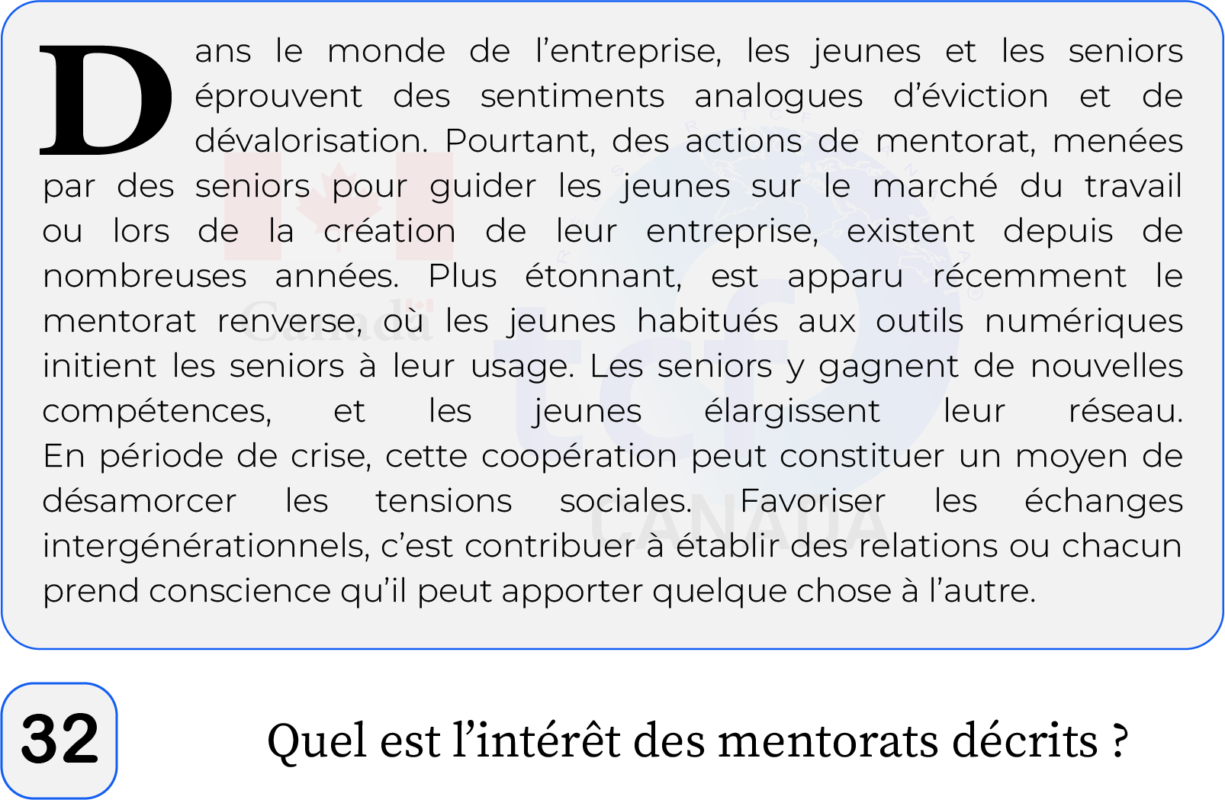 Dans le monde de l’entreprise, les jeunes et les seniors
éprouvent des sentiments analogues d’éviction et de
dévalorisation. Pourtant, des actions de mentorat, menées
par des seniors pour guider les jeunes sur le marché du travail
ou lors de la création de leur entreprise, existent depuis de
nombreuses années. Plus étonnant, est apparu récemment le
mentorat renverse, où les jeunes habitués aux outils numériques
initient les seniors à leur usage. Les seniors y gagnent de nouvelles
compétences, et les jeunes élargissent leur réseau.
En période de crise, cette coopération peut constituer un moyen de
désamorcer les tensions sociales. Favoriser les échanges
intergénérationnels, c’est contribuer à établir des relations ou chacun
prend conscience qu’il peut apporter quelque chose à l’autre.
Canada
tcf
CANADA
32
Quel est l’intérêt des mentorats décrits ?